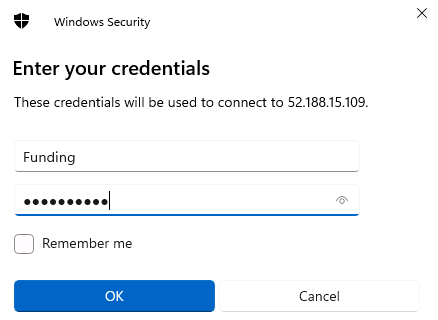 Windows Security
Enter your credentials
These credentials will be used to connect to 52.188.15.109.
Funding
●●●●●●●●●●
Remember me
OK
Cancel